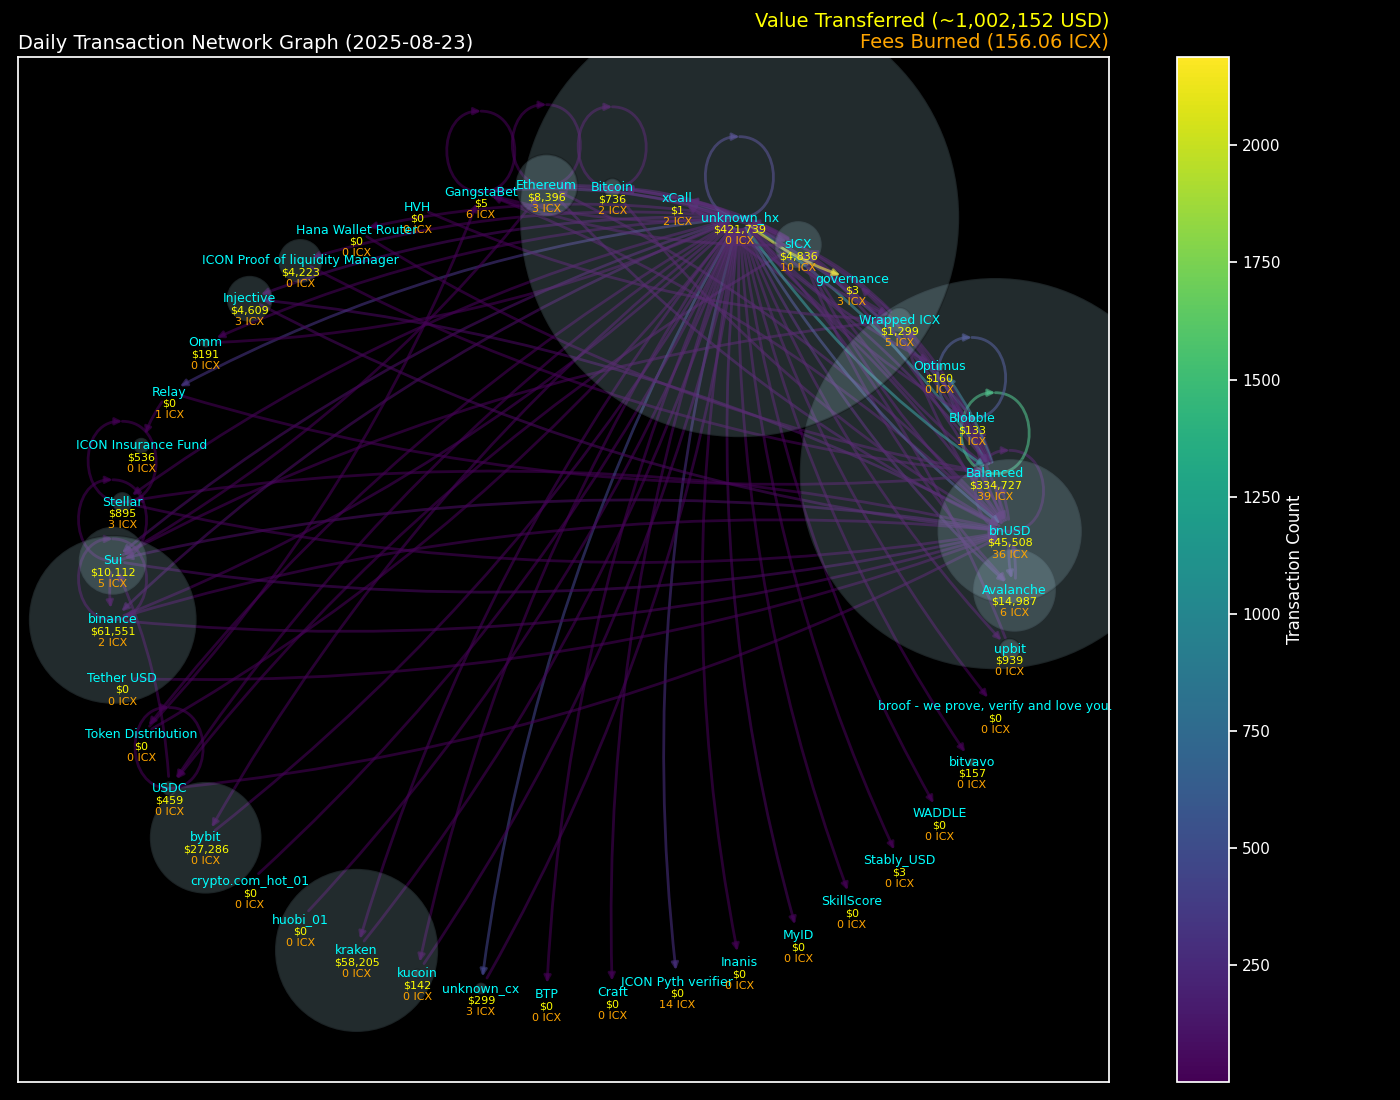 Value Transferred (~1,002,152 USD)
Daily Transaction Network Graph (2025-08-23)
Fees Burned (156.06 ICX)
GangstaBet
$5
6 ICX
Ethereum
$8,396
3 ICX
Bitcoin
$736
2 ICX
xCall
$1
2 ICX
unknown_hx
$421,739
0 ICX
HVH
$0
0 ICX
Hana Wallet Router
$0
0 ICX
sICX
$4,836
10 ICX
ICON Proof of liquidity Manager
$4,223
0 ICX
governance
$3
3 ICX
Injective
$4,609
3 ICX
Wrapped ICX
$1,299
5 ICX
Omm
$191
0 ICX
Optimus
$160
0 ICX
Relay
$0
1 ICX
Blobble
$133
1 ICX
ICON Insurance Fund
$536
0 ICX
Balanced
$334,727
39 ICX
Stellar
$895
3 ICX
bnUSD
$45,508
36 ICX
Sui
$10,112
5 ICX
Avalanche
$14,987
6 ICX
binance
$61,551
2 ICX
upbit
$939
0 ICX
Tether USD
$0
0 ICX
broof - we prove, verify and love you.
$0
0 ICX
Token Distribution
$0
0 ICX
bitvavo
$157
0 ICX
USDC
$459
0 ICX
WADDLE
$0
0 ICX
bybit
$27,286
0 ICX
Stably_USD
$3
0 ICX
crypto.com_hot_01
$0
0 ICX
SkillScore
$0
0 ICX
huobi_01
$0
0 ICX
MyID
$0
0 ICX
kraken
$58,205
0 ICX
Inanis
$0
0 ICX
kucoin
$142
0 ICX
unknown_cx
$299
3 ICX
BTP
$0
0 ICX
Craft
$0
0 ICX
ICON Pyth verifier
$0
14 ICX
2000
1750
1500
1250
1000
750
500
250
Transaction Count